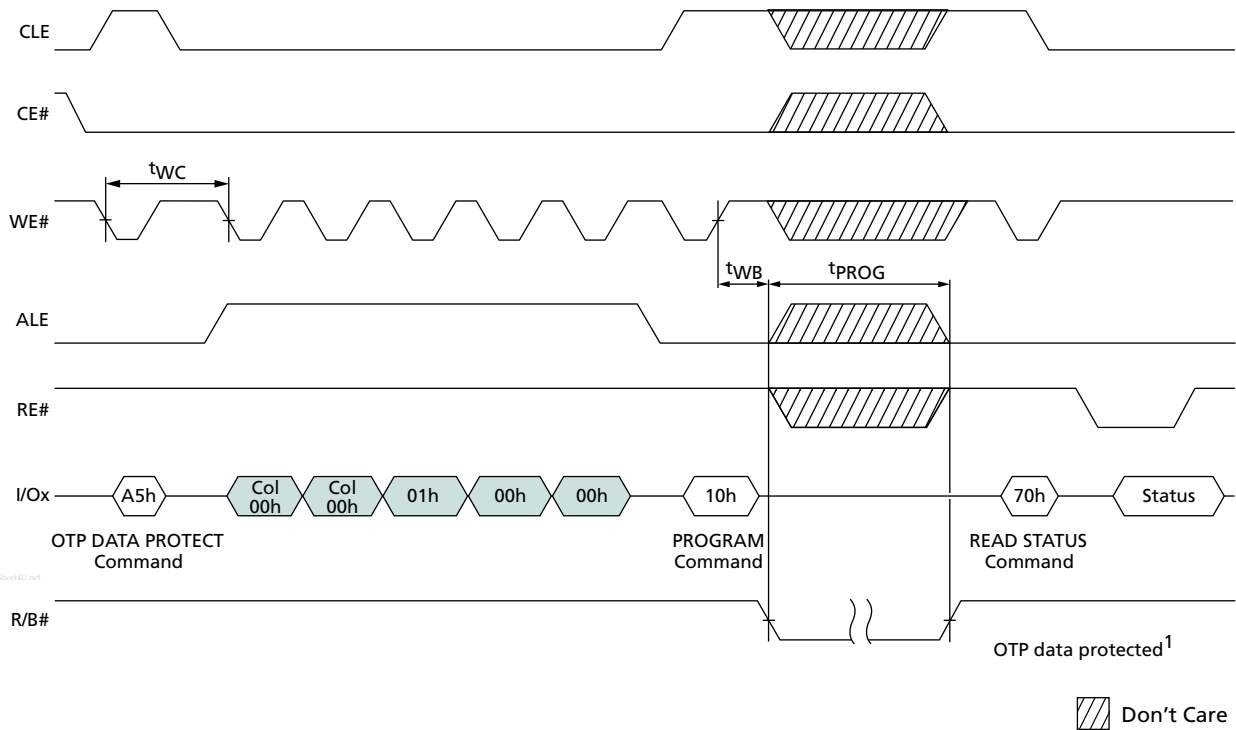 CLE
CE#
tWC
WE#
tWB
tPROG
ALE
RE#
I/Ox
A5h
Col
00h
Col
00h
01h
00h
00h
10h
70h
Status
OTP DATA PROTECT
Command
PROGRAM
Command
READ STATUS
Command
R/B#
OTP data protected1
Don't Care